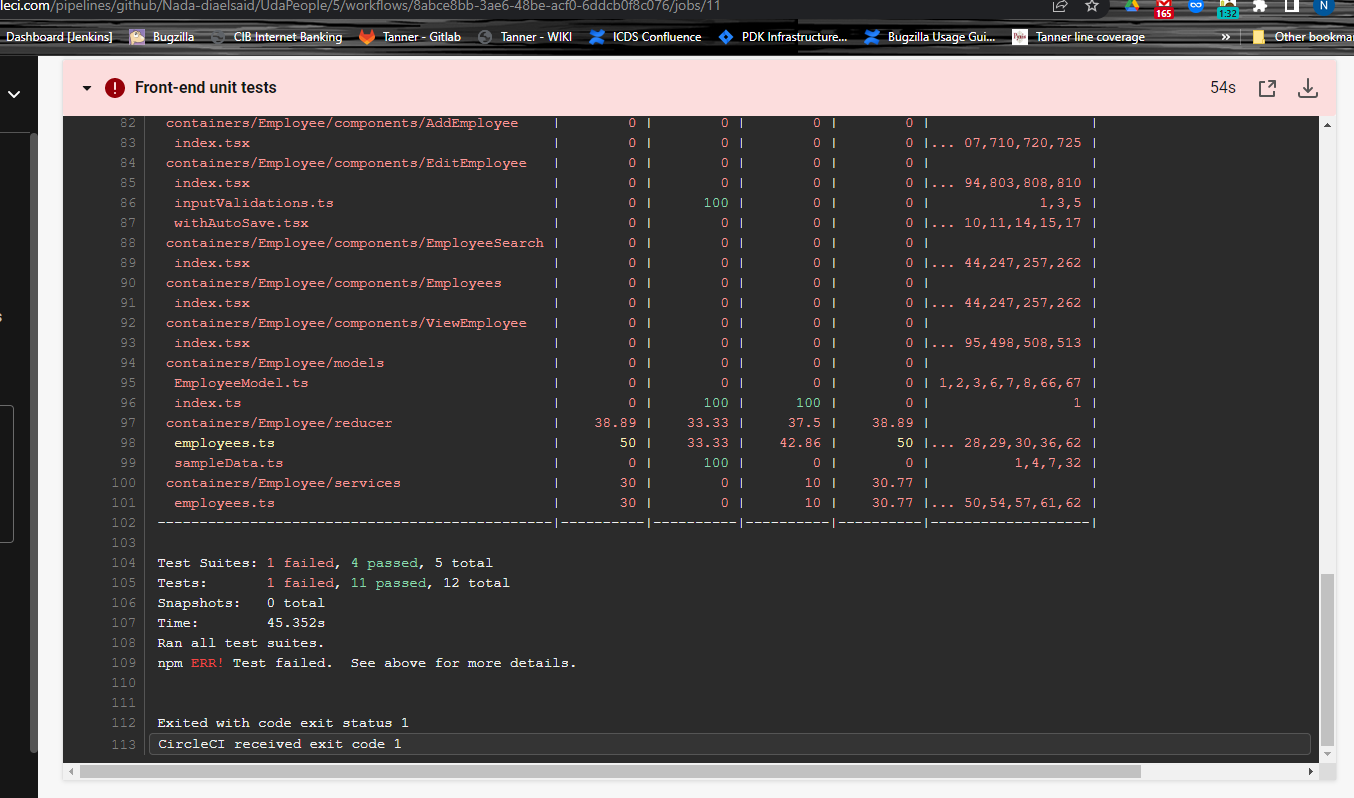 leci.com/pipelines/github/Nada-diaelsaid/UdaPeople/5/workflows/8abce8bb-3ae6-48be-acf0-6ddcb0f8c076/jobs/11
165
1:32
N
Dashboard [Jenkins] Bugzilla CIB Internet Banking Tanner - Gitlab Tanner - WIKI ICDS Confluence PDK Infrastructure... Bugzilla Usage Gui... Tanner line coverage » Other bookma
Front-end unit tests 54s
82 containers/Employee/components/AddEmployee | 0 | 0 | 0 | 0 | |
83 index.tsx | 0 | 0 | 0 | 0 |... 07,710,720,725 |
84 containers/Employee/components/EditEmployee | 0 | 0 | 0 | 0 | |
85 index.tsx | 0 | 0 | 0 | 0 |... 94,803,808,810 |
86 inputValidations.ts | 0 | 100 | 0 | 0 | 1,3,5 |
87 withAutoSave.tsx | 0 | 0 | 0 | 0 |... 10,11,14,15,17 |
88 containers/Employee/components/EmployeeSearch | 0 | 0 | 0 | 0 | |
89 index.tsx | 0 | 0 | 0 | 0 |... 44,247,257,262 |
90 containers/Employee/components/Employees | 0 | 0 | 0 | 0 | |
91 index.tsx | 0 | 0 | 0 | 0 |... 44,247,257,262 |
92 containers/Employee/components/ViewEmployee | 0 | 0 | 0 | 0 | |
93 index.tsx | 0 | 0 | 0 | 0 |... 95,498,508,513 |
94 containers/Employee/models | 0 | 0 | 0 | 0 | |
95 EmployeeModel.ts | 0 | 0 | 0 | 0 | 1,2,3,6,7,8,66,67 |
96 index.ts | 0 | 100 | 100 | 0 | 1 |
97 containers/Employee/reducer | 38.89 | 33.33 | 37.5 | 38.89 | |
98 employees.ts | 50 | 33.33 | 42.86 | 50 |... 28,29,30,36,62 |
99 sampleData.ts | 0 | 100 | 0 | 0 | 1,4,7,32 |
100 containers/Employee/services | 30 | 0 | 10 | 30.77 | |
101 employees.ts | 30 | 0 | 10 | 30.77 |... 50,54,57,61,62 |
102 -----------------------------------------------|----------|----------|----------|----------|-------------------|
103
104 Test Suites: 1 failed, 4 passed, 5 total
105 Tests: 1 failed, 11 passed, 12 total
106 Snapshots: 0 total
107 Time: 45.352s
108 Ran all test suites.
109 npm ERR! Test failed. See above for more details.
110
111
112 Exited with code exit status 1
113 CircleCI received exit code 1